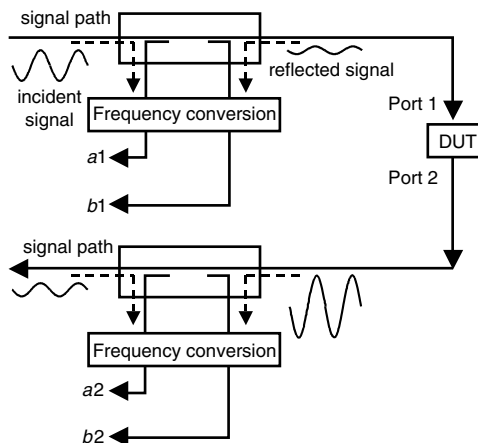 signal path
incident
signal
reflected signal
Frequency conversion
a1
b1
Port 1
DUT
Port 2
signal path
Frequency conversion
a2
b2